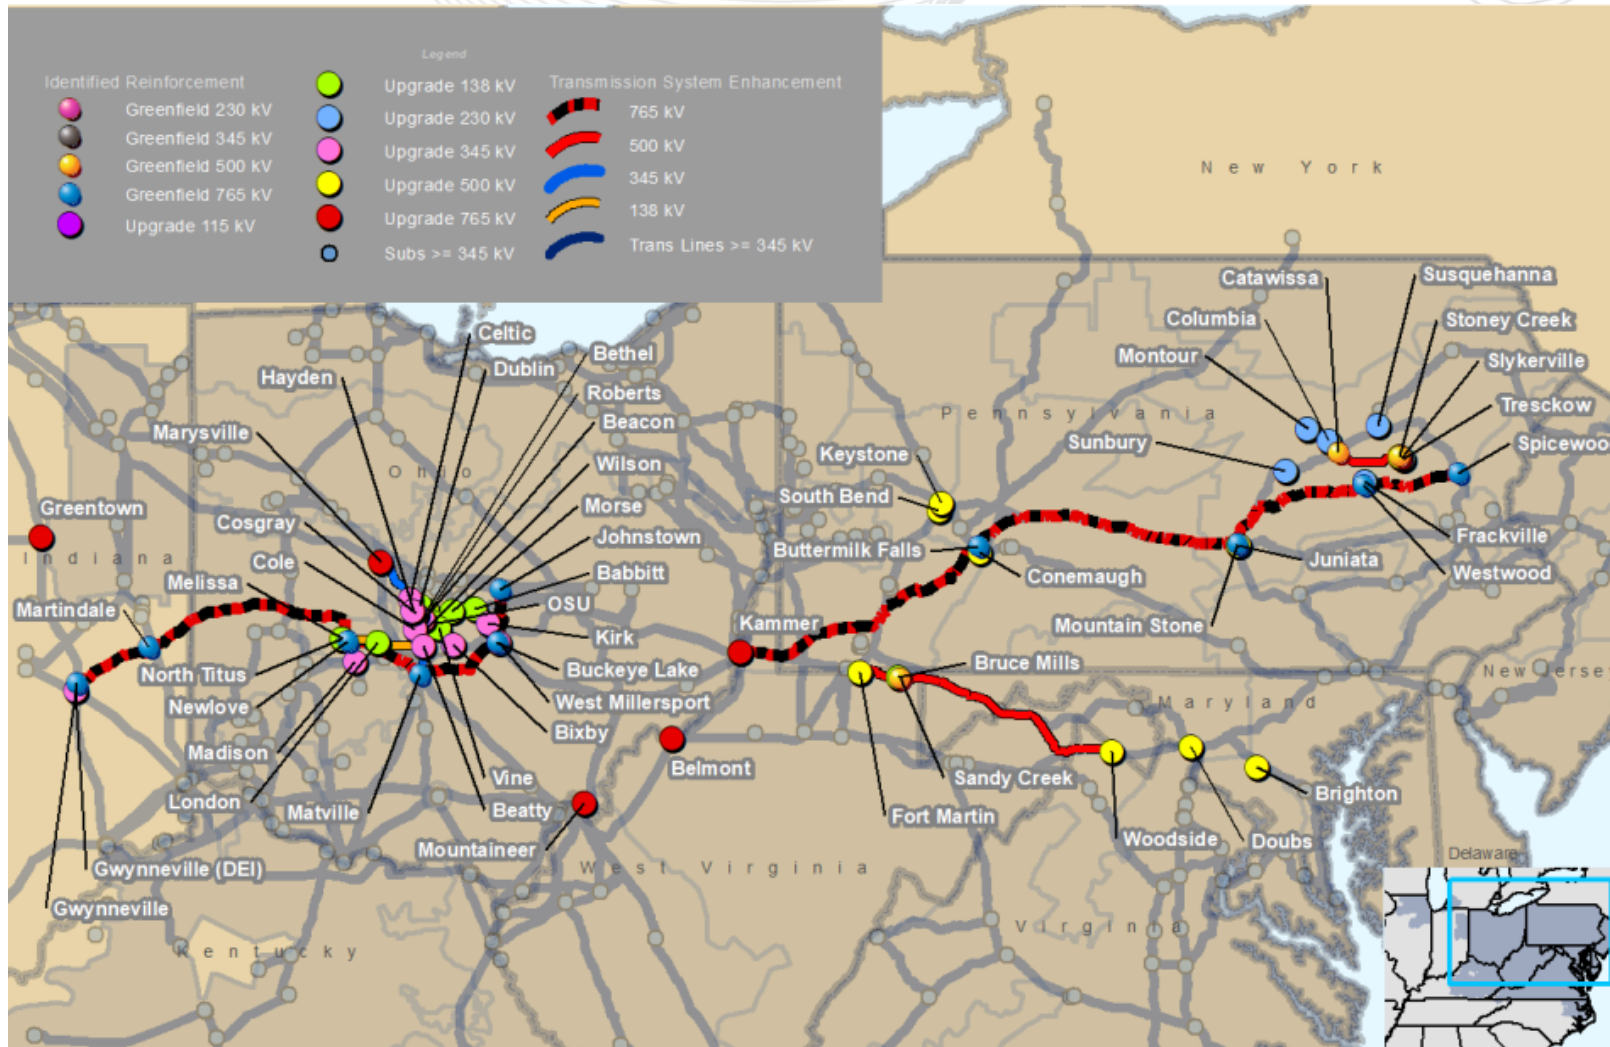 Legend
Identified Reinforcement
Greenfield 230 kV
Greenfield 345 kV
Greenfield 500 kV
Greenfield 765 kV
Upgrade 115 kV
Upgrade 138 kV
Upgrade 230 kV
Upgrade 345 kV
Upgrade 500 kV
Upgrade 765 kV
Subs >= 345 kV
Transmission System Enhancement
765 kV
500 kV
345 kV
138 kV
Trans Lines >= 345 kV
New York
Catawissa
Susquehanna
Columbia
Stoney Creek
Montour
Slykerville
Pennsylvania
Tresckow
Sunbury
Spicewoo
Celtic
Bethel
Dublin
Hayden
Roberts
Beacon
Marysville
Wilson
Ohio
Keystone
Morse
South Bend
Greentown
Cosgray
Johnstown
Frackville
Indiana
Cole
Buttermilk Falls
Juniata
Melissa
Babbitt
Conemaugh
Westwood
Martindale
OSU
Kammer
Mountain Stone
Kirk
North Titus
Buckeye Lake
Bruce Mills
New Jersey
Newlove
West Millersport
Maryland
Bixby
Madison
Belmont
Vine
Sandy Creek
London
Matville
Beatty
Brighton
Fort Martin
Mountaineer
Woodside
Doubs
Delaware
Gwynneville (DEI)
West Virginia
Gwynneville
Virginia
Kentucky